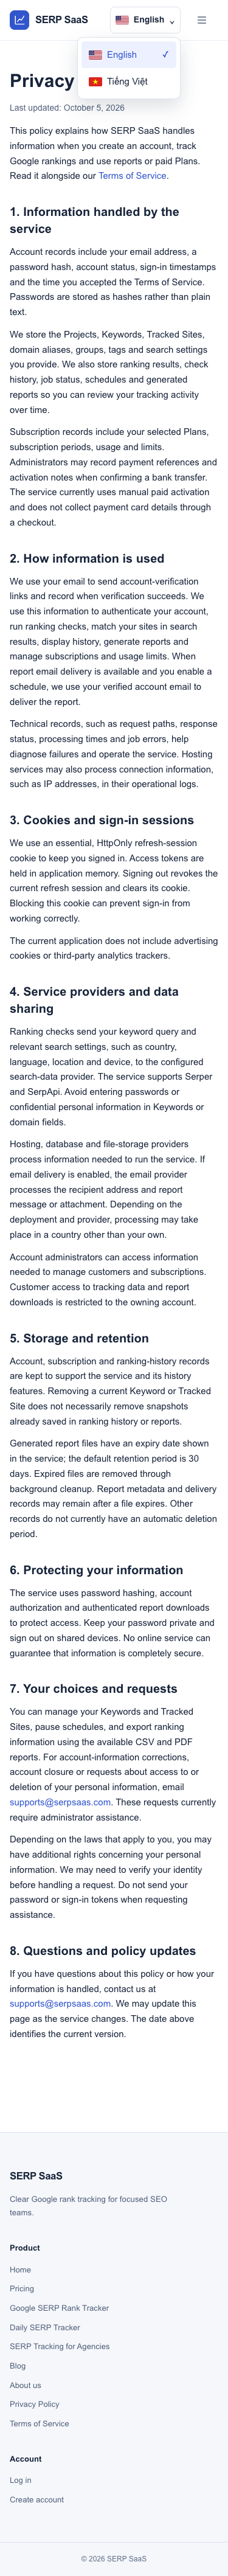 SERP SaaS
English
English ✓
Tiếng Việt
Privacy
Last updated: October 5, 2026
This policy explains how SERP SaaS handles
information when you create an account, track
Google rankings and use reports or paid Plans.
Read it alongside our Terms of Service.
1. Information handled by the
service
Account records include your email address, a
password hash, account status, sign-in timestamps
and the time you accepted the Terms of Service.
Passwords are stored as hashes rather than plain
text.
We store the Projects, Keywords, Tracked Sites,
domain aliases, groups, tags and search settings
you provide. We also store ranking results, check
history, job status, schedules and generated
reports so you can review your tracking activity
over time.
Subscription records include your selected Plans,
subscription periods, usage and limits.
Administrators may record payment references and
activation notes when confirming a bank transfer.
The service currently uses manual paid activation
and does not collect payment card details through
checkout.
2. How information is used
We use your email to send account-verification
links and record when verification succeeds. We
use this information to authenticate your account,
run ranking checks, match your sites in search
results, display history, generate reports and
manage subscriptions and usage limits. When
report email delivery is available and you enable a
schedule, we use your verified account email to
deliver the report.
Technical records, such as request paths, response
status, processing times and job errors, help
diagnose failures and operate the service. Hosting
services may also process connection information,
such as IP addresses, in their operational logs.
3. Cookies and sign-in sessions
We use an essential, HttpOnly refresh-session
cookie to keep you signed in. Access tokens are
held in application memory. Signing out revokes the
current refresh session and clears its cookie.
Blocking this cookie can prevent sign-in from
working correctly.
The current application does not include advertising
cookies or third-party analytics trackers.
4. Service providers and data
sharing
Ranking checks send your keyword query and
relevant search settings, such as country,
language, location and device, to the configured
search-data provider. The service supports Serper
and SerpApi. Avoid entering passwords or
confidential personal information in Keywords or
domain fields.
Hosting, database and file-storage providers
process information needed to run the service. If
email delivery is enabled, the email provider
processes the recipient address and report
message or attachment. Depending on the
deployment and provider, processing may take
place in a country other than your own.
Account administrators can access information
needed to manage customers and subscriptions.
Customer access to tracking data and report
downloads is restricted to the owning account.
5. Storage and retention
Account, subscription and ranking-history records
are kept to support the service and its history
features. Removing a current Keyword or Tracked
Site does not necessarily remove snapshots
already saved in ranking history or reports.
Generated report files have an expiry date shown
in the service; the default retention period is 30
days. Expired files are removed through
background cleanup. Report metadata and delivery
records may remain after a file expires. Other
records do not currently have an automatic deletion
period.
6. Protecting your information
The service uses password hashing, account
authorization and authenticated report downloads
to protect access. Keep your password private and
sign out on shared devices. No online service can
guarantee that information is completely secure.
7. Your choices and requests
You can manage your Keywords and Tracked
Sites, pause schedules, and export ranking
information using the available CSV and PDF
reports. For account-information corrections,
account closure or requests about access to or
deletion of your personal information, email
supports@serpsaas.com. These requests currently
require administrator assistance.
Depending on the laws that apply to you, you may
have additional rights concerning your personal
information. We may need to verify your identity
before handling a request. Do not send your
password or sign-in tokens when requesting
assistance.
8. Questions and policy updates
If you have questions about this policy or how your
information is handled, contact us at
supports@serpsaas.com. We may update this
page as the service changes. The date above
identifies the current version.
SERP SaaS
Clear Google rank tracking for focused SEO
teams.
Product
Home
Pricing
Google SERP Rank Tracker
Daily SERP Tracker
SERP Tracking for Agencies
Blog
About us
Privacy Policy
Terms of Service
Account
Log in
Create account
© 2026 SERP SaaS